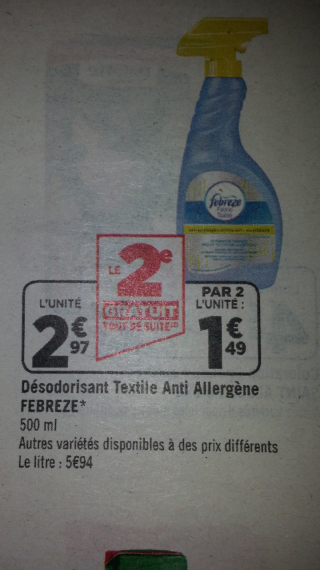 febreze
LE 2e
GRATUIT
TOUT DE SUITE
L'UNITÉ
2€97
PAR 2
L'UNITÉ :
1€49
Désodorisant Textile Anti Allergène
FEBREZE*
500 ml
Autres variétés disponibles à des prix différents
Le litre : 5€94